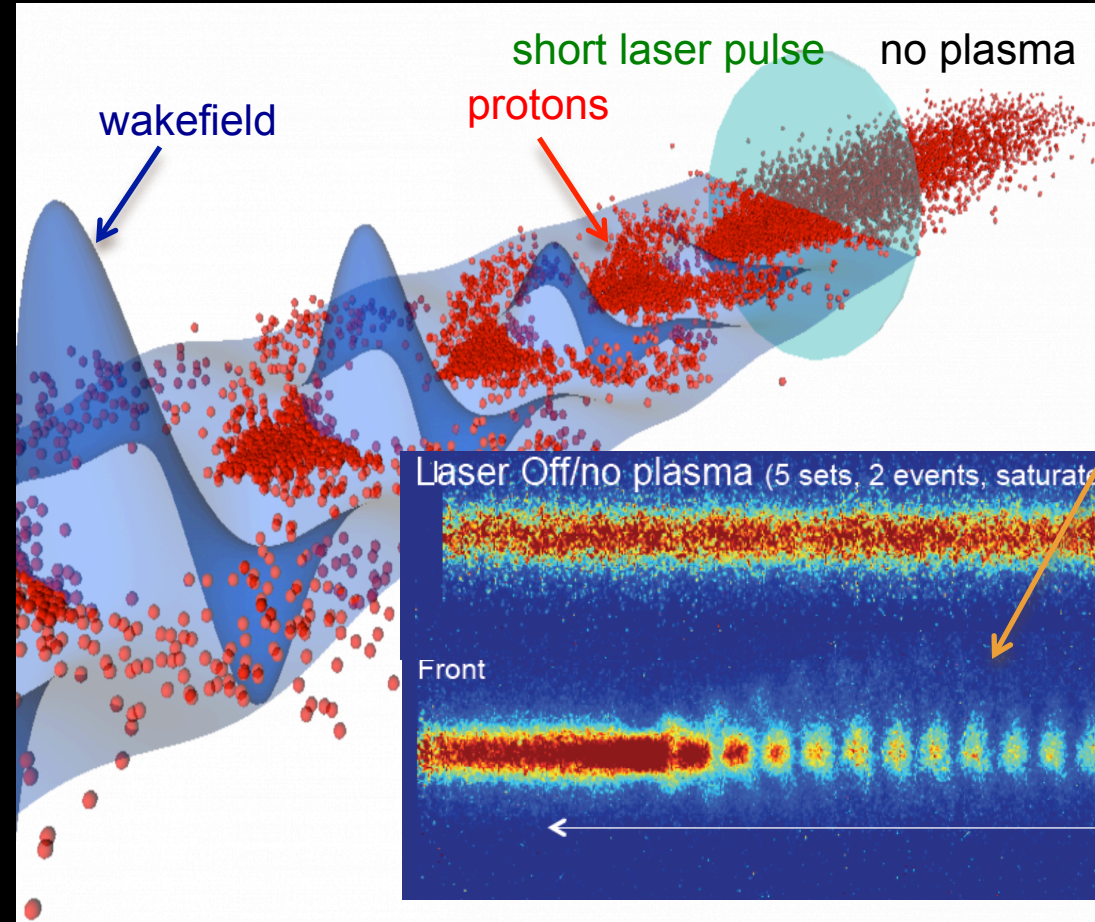 short laser pulse no plasma
protons
wakefield
Laser Off/no plasma (5 sets, 2 events, saturate
Front